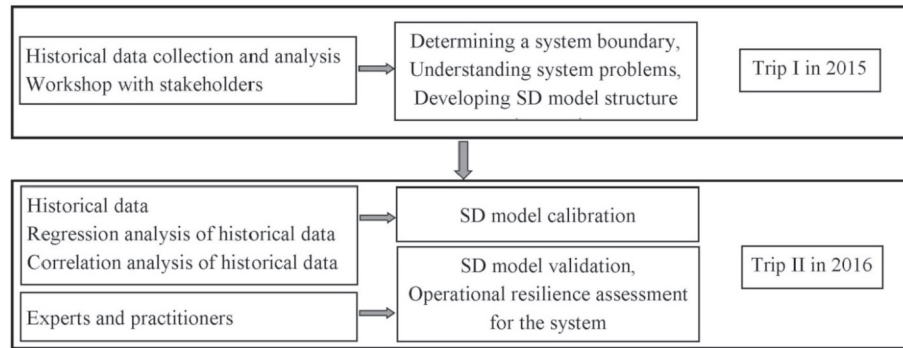 Historical data collection and analysis
Workshop with stakeholders
Determining a system boundary,
Understanding system problems,
Developing SD model structure
Trip I in 2015
Historical data
Regression analysis of historical data
Correlation analysis of historical data
SD model calibration
Experts and practitioners
SD model validation,
Operational resilience assessment
for the system
Trip II in 2016